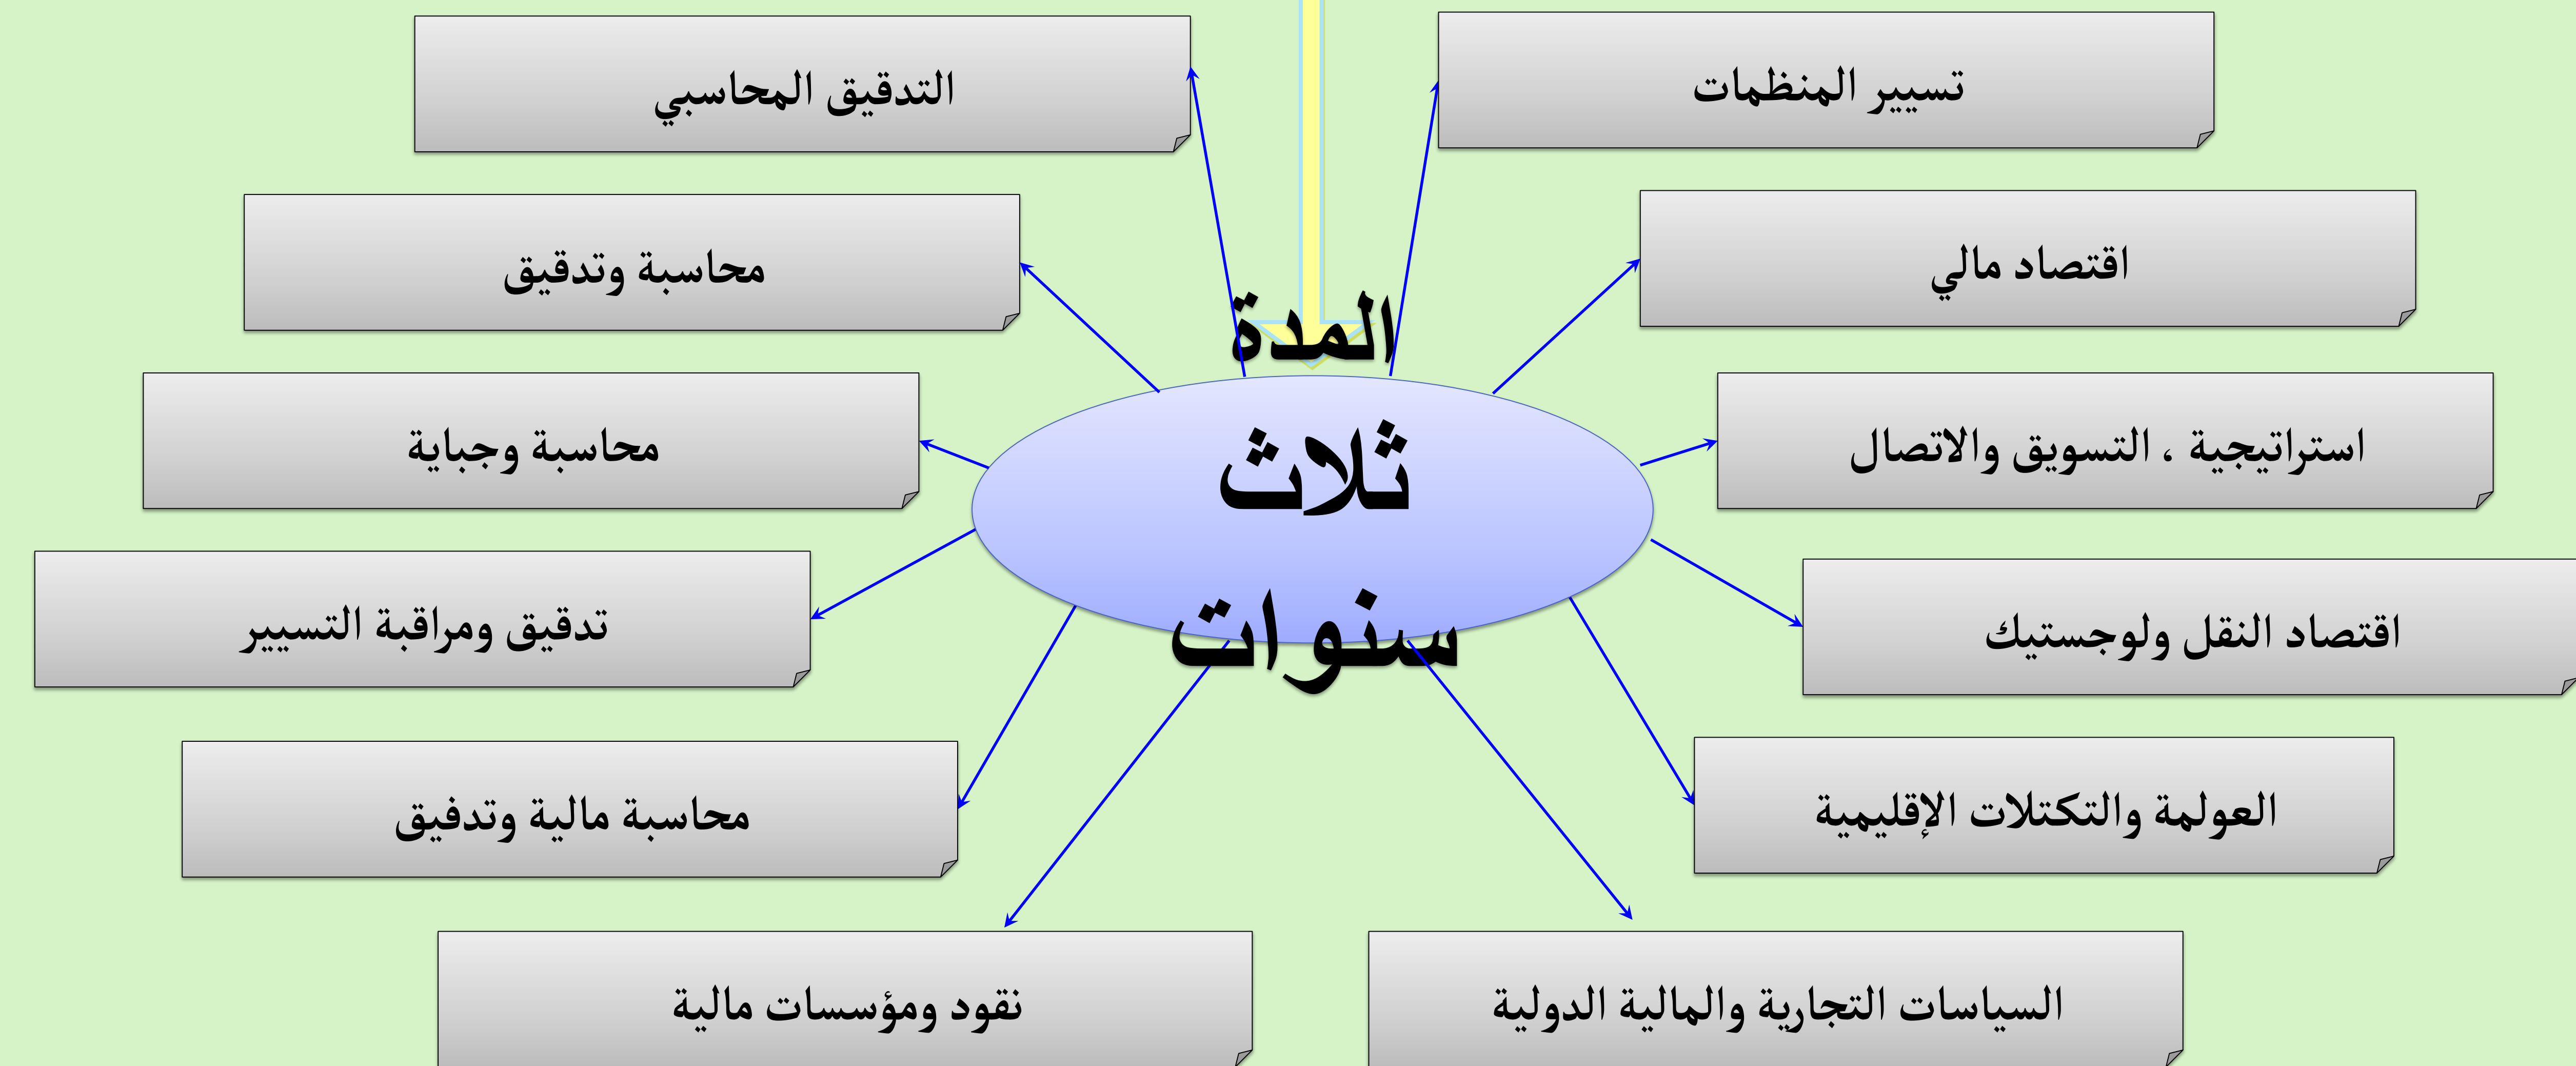 تسيير المنظمات
التدقيق المحاسبي
اقتصاد مالي
محاسبة وتدقيق
المدة
ثلاث
سنوات
استراتيجية ، التسويق والاتصال
محاسبة وجباية
اقتصاد النقل ولوجستيك
تدقيق ومراقبة التسيير
العولمة والتكتلات الإقليمية
محاسبة مالية وتدفيق
السياسات التجارية والمالية الدولية
نقود ومؤسسات مالية